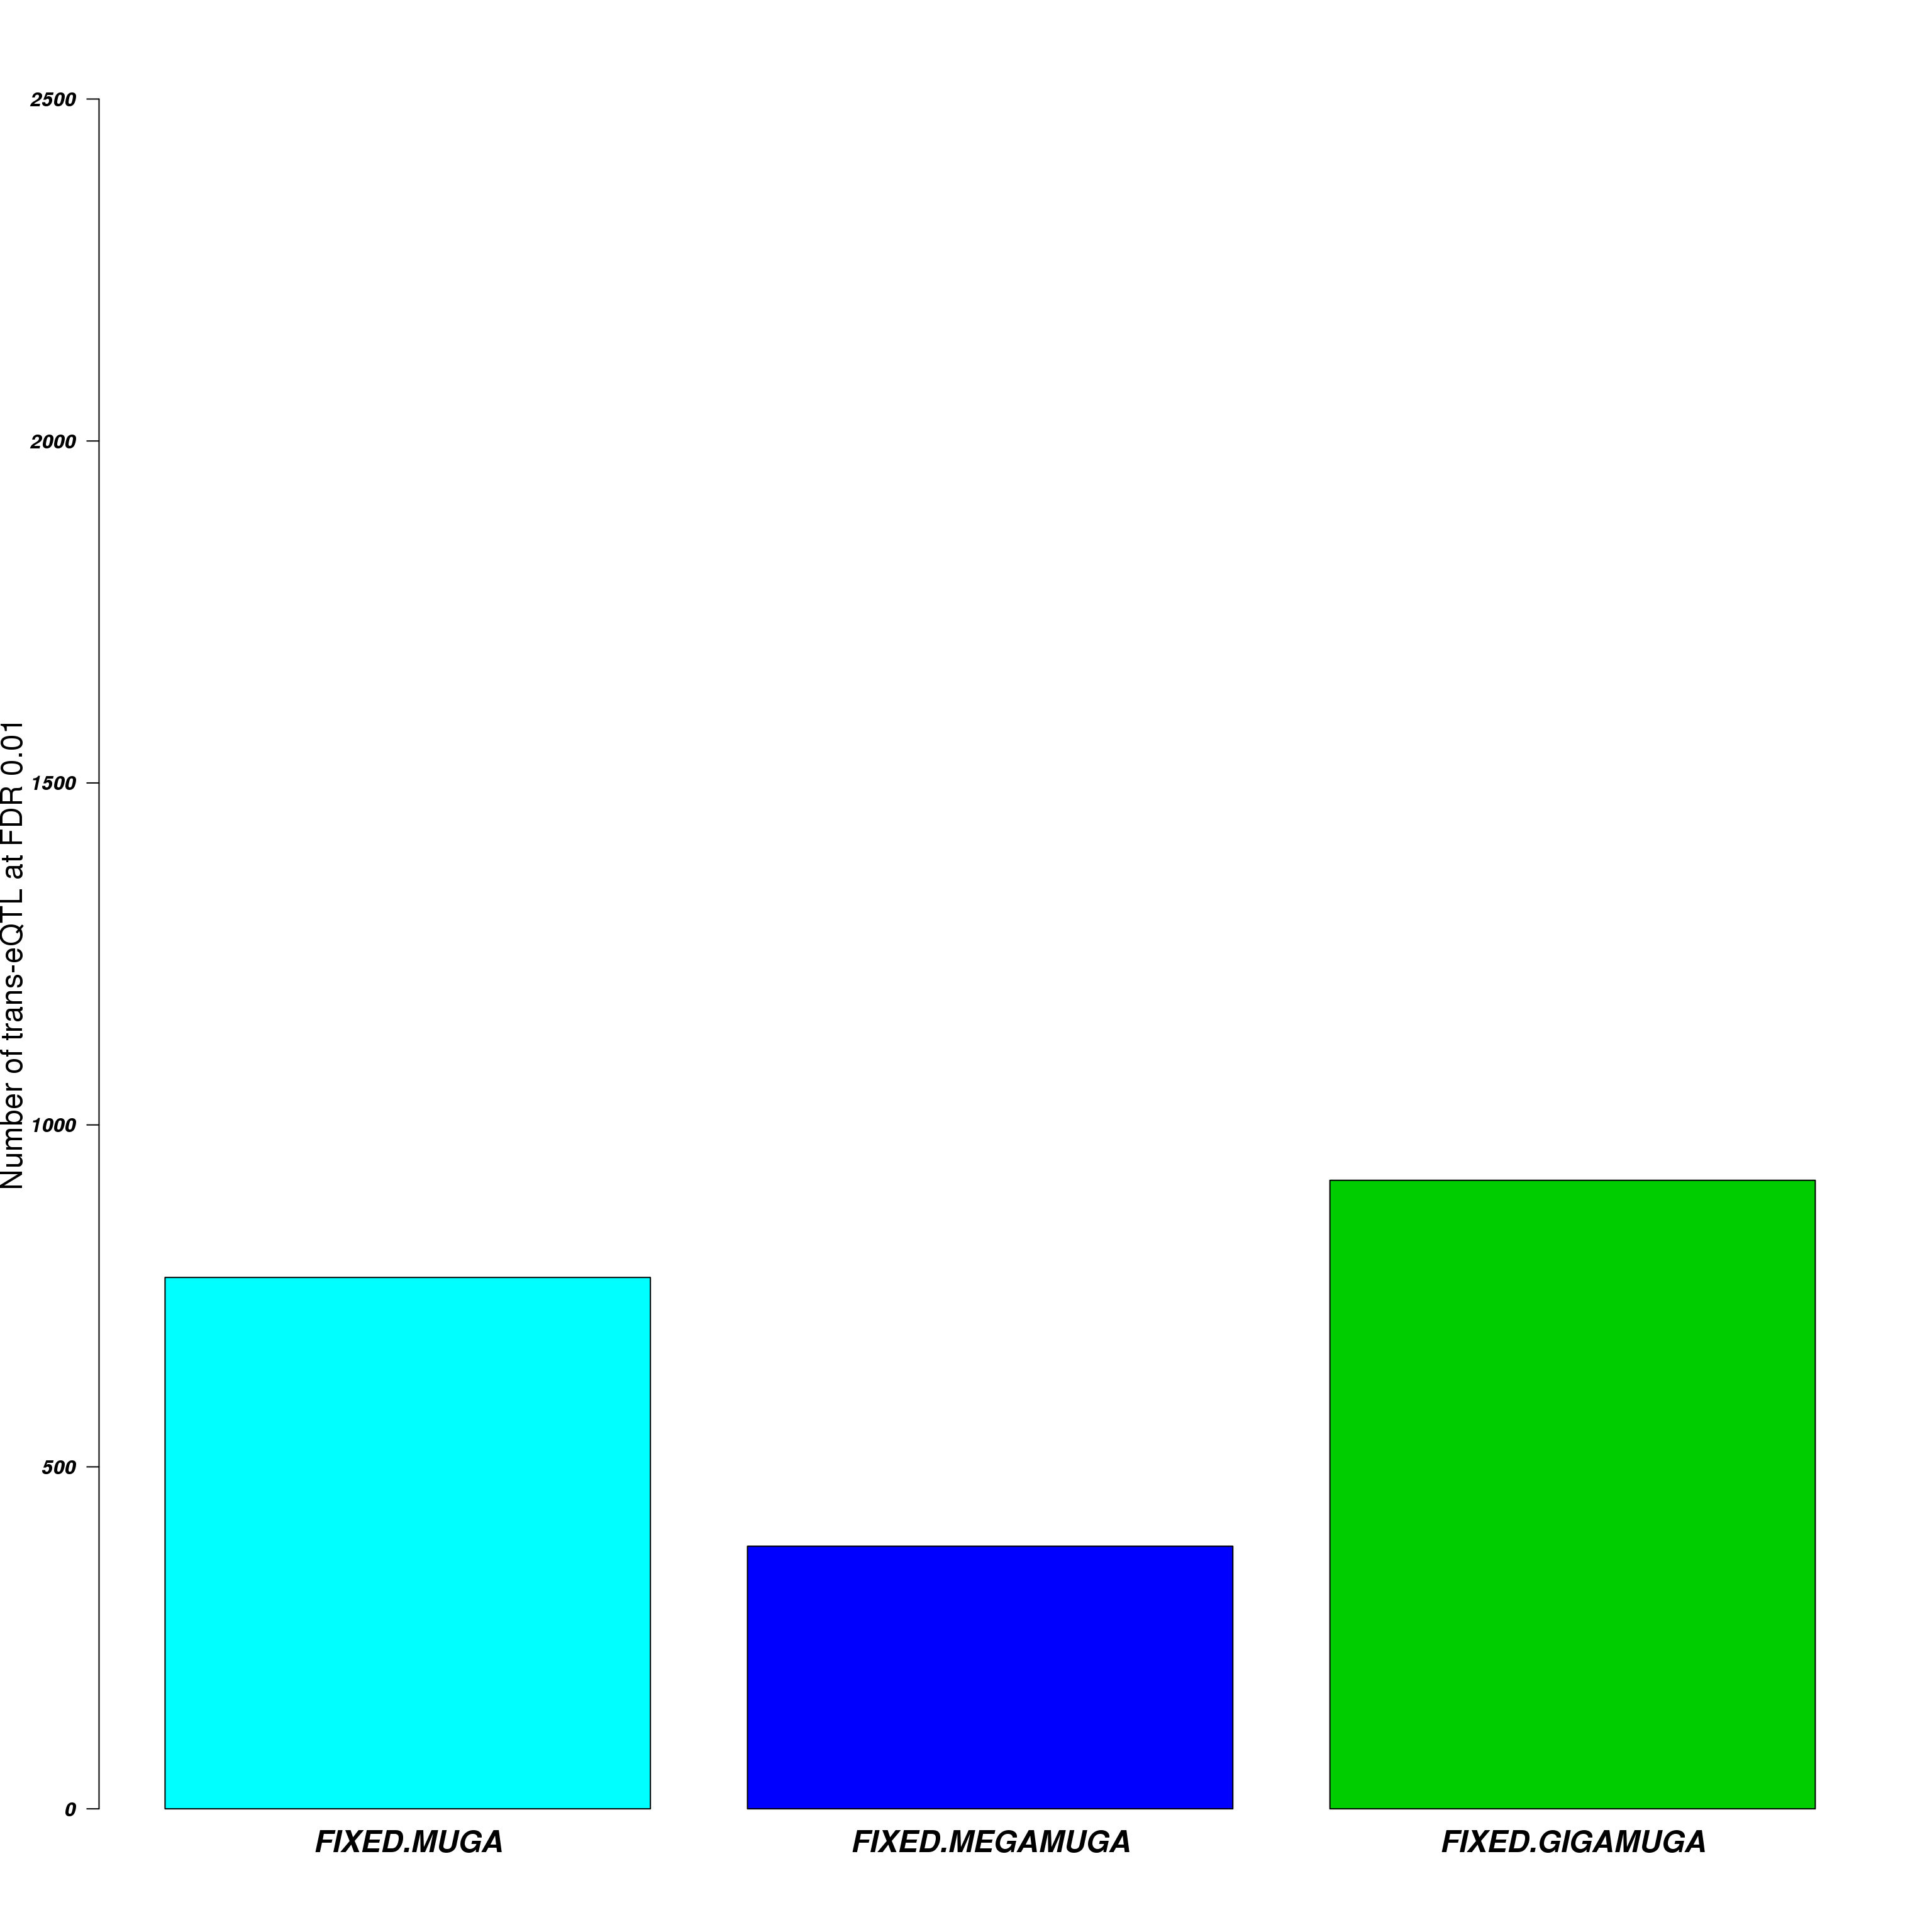 Number of trans-eQTL at FDR 0.01
2500
2000
1500
1000
500
0
FIXED.MUGA
FIXED.MEGAMUGA
FIXED.GIGAMUGA